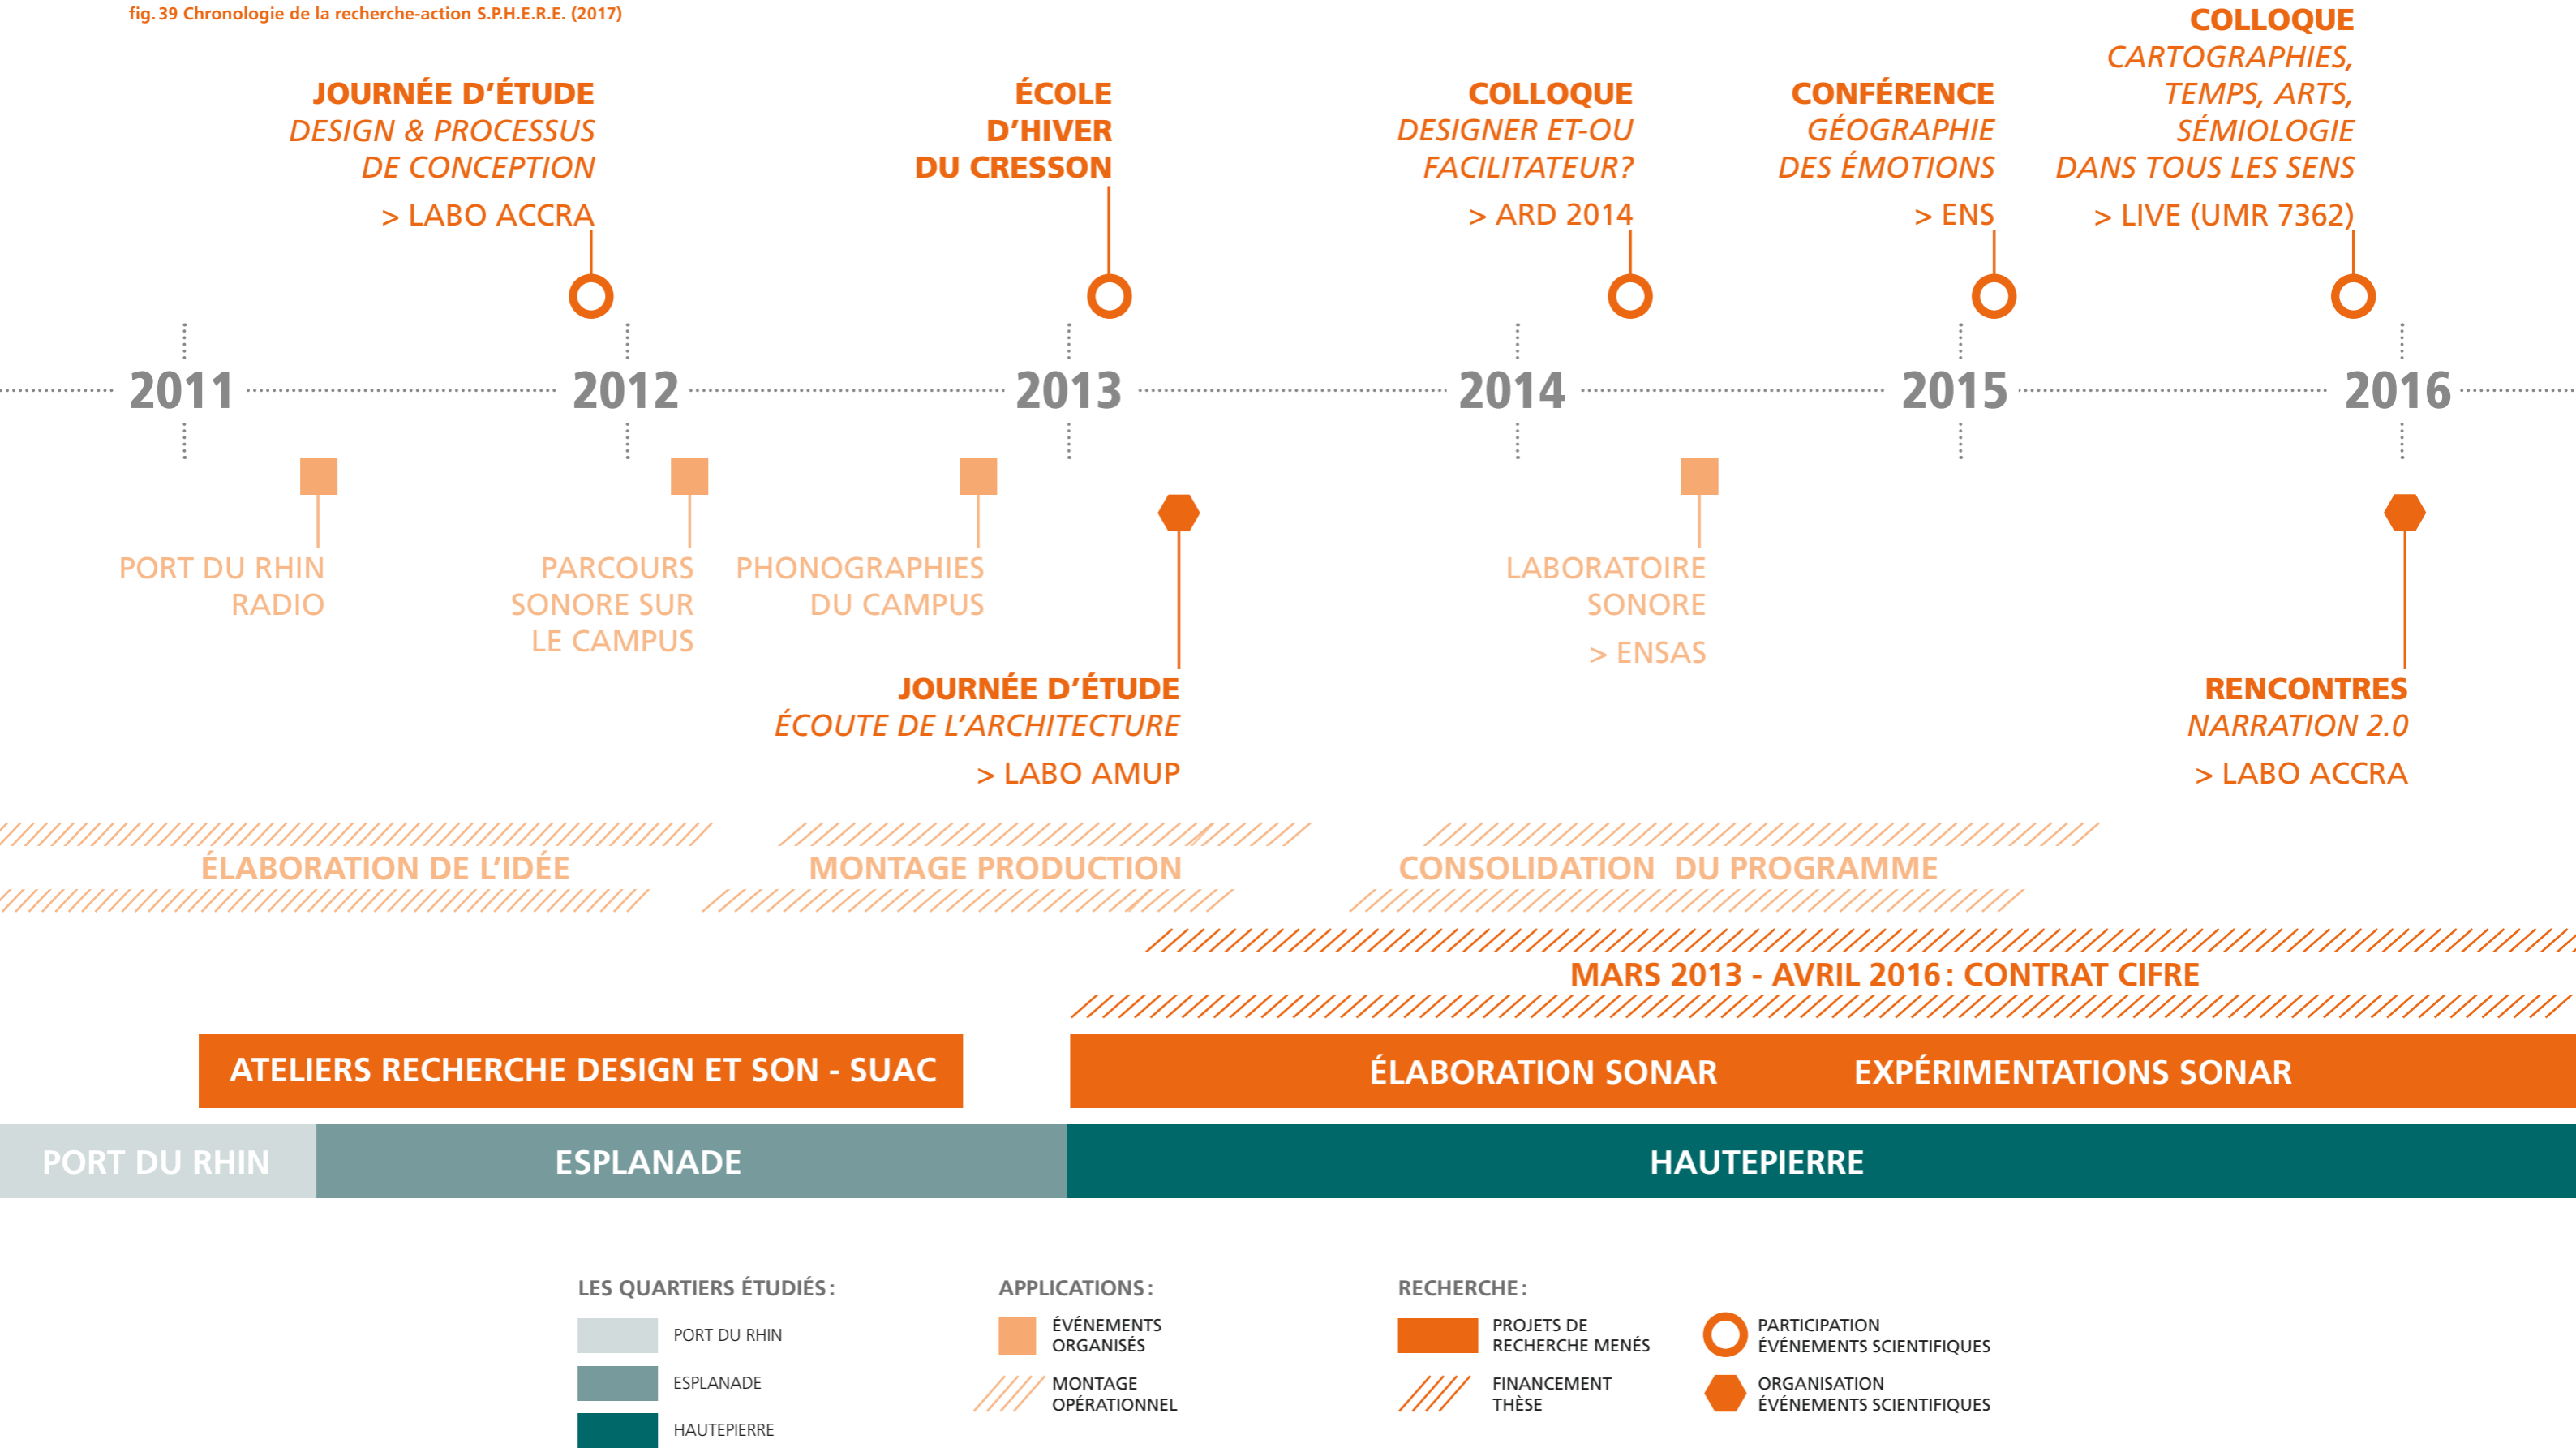 fig. 39 Chronologie de la recherche-action S.P.H.E.R.E. (2017)
JOURNÉE D'ÉTUDE
DESIGN & PROCESSUS
DE CONCEPTION
> LABO ACCRA
ÉCOLE
D'HIVER
DU CRESSON
COLLOQUE
DESIGNER ET-OU
FACILITATEUR?
> ARD 2014
CONFÉRENCE
GÉOGRAPHIE
DES ÉMOTIONS
> ENS
COLLOQUE
CARTOGRAPHIES,
TEMPS, ARTS,
SÉMIOLOGIE
DANS TOUS LES SENS
> LIVE (UMR 7362)
2011
2012
2013
2014
2015
2016
PORT DU RHIN
RADIO
PARCOURS
SONORE SUR
LE CAMPUS
PHONOGRAPHIES
DU CAMPUS
JOURNÉE D'ÉTUDE
ÉCOUTE DE L'ARCHITECTURE
> LABO AMUP
LABORATOIRE
SONORE
> ENSAS
RENCONTRES
NARRATION 2.0
> LABO ACCRA
ÉLABORATION DE L'IDÉE
MONTAGE PRODUCTION
CONSOLIDATION DU PROGRAMME
MARS 2013 - AVRIL 2016 : CONTRAT CIFRE
ATELIERS RECHERCHE DESIGN ET SON - SUAC
ÉLABORATION SONAR
EXPÉRIMENTATIONS SONAR
PORT DU RHIN
ESPLANADE
HAUTEPIERRE
LES QUARTIERS ÉTUDIÉS :
PORT DU RHIN
ESPLANADE
HAUTEPIERRE
APPLICATIONS :
ÉVÉNEMENTS
ORGANISÉS
MONTAGE
OPÉRATIONNEL
RECHERCHE :
PROJETS DE
RECHERCHE MENÉS
FINANCEMENT
THÈSE
PARTICIPATION
ÉVÉNEMENTS SCIENTIFIQUES
ORGANISATION
ÉVÉNEMENTS SCIENTIFIQUES